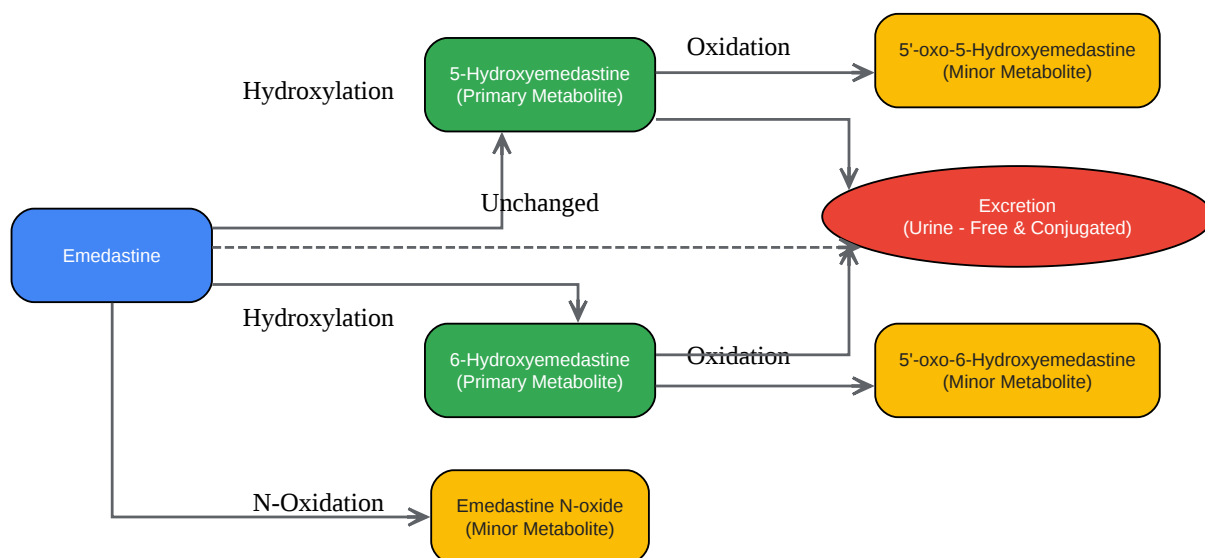 Oxidation
5'-oxo-5-Hydroxyemedastine
(Minor Metabolite)
5-Hydroxyemedastine
(Primary Metabolite)
Hydroxylation
Unchanged
Excretion
(Urine - Free & Conjugated)
Emedastine
Hydroxylation
6-Hydroxyemedastine
(Primary Metabolite)
Oxidation
5'-oxo-6-Hydroxyemedastine
(Minor Metabolite)
N-Oxidation
Emedastine N-oxide
(Minor Metabolite)